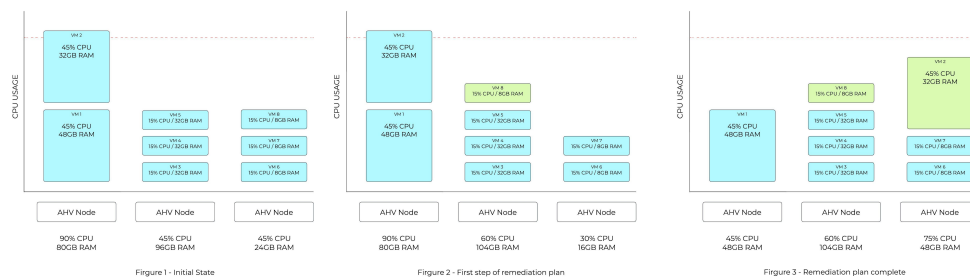 CPU USAGE
VM 2
45% CPU
32GB RAM
VM 1
45% CPU
48GB RAM
VM 5
15% CPU / 32GB RAM
VM 4
15% CPU / 32GB RAM
VM 3
15% CPU / 32GB RAM
VM 8
15% CPU / 8GB RAM
VM 7
15% CPU / 8GB RAM
VM 6
15% CPU / 8GB RAM
AHV Node
AHV Node
AHV Node
90% CPU
80GB RAM
45% CPU
96GB RAM
45% CPU
24GB RAM
Firgure 1 - Initial State
CPU USAGE
VM 2
45% CPU
32GB RAM
VM 1
45% CPU
48GB RAM
VM 8
15% CPU / 8GB RAM
VM 5
15% CPU / 32GB RAM
VM 4
15% CPU / 32GB RAM
VM 3
15% CPU / 32GB RAM
VM 7
15% CPU / 8GB RAM
VM 6
15% CPU / 8GB RAM
AHV Node
AHV Node
AHV Node
90% CPU
80GB RAM
60% CPU
104GB RAM
30% CPU
16GB RAM
Firgure 2 - First step of remediation plan
CPU USAGE
VM 1
45% CPU
48GB RAM
VM 8
15% CPU / 8GB RAM
VM 5
15% CPU / 32GB RAM
VM 4
15% CPU / 32GB RAM
VM 3
15% CPU / 32GB RAM
VM 2
45% CPU
32GB RAM
VM 7
15% CPU / 8GB RAM
VM 6
15% CPU / 8GB RAM
AHV Node
AHV Node
AHV Node
45% CPU
48GB RAM
60% CPU
104GB RAM
75% CPU
48GB RAM
Firgure 3 - Remediation plan complete